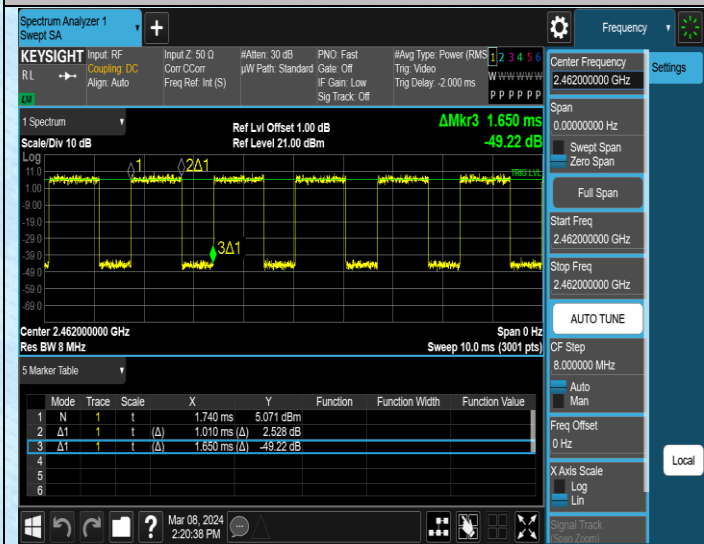 Spectrum Analyzer 1
Swept SA
+
Frequency
KEYSIGHT
RL
LXI
Input: RF
Coupling: DC
Align: Auto
Input Z: 50 Ω
Corr CCorr
Freq Ref: Int (S)
#Atten: 30 dB
µW Path: Standard
PNO: Fast
Gate: Off
IF Gain: Low
Sig Track: Off
#Avg Type: Power (RMS
Trig: Video
Trig Delay: -2.000 ms
1 2 3 4 5 6
W W W W W W
P P P P P P
1 Spectrum
Scale/Div 10 dB
Log
Ref Lvl Offset 1.00 dB
Ref Level 21.00 dBm
ΔMkr3 1.650 ms
-49.22 dB
11.0
1.00
-9.00
-19.0
-29.0
-39.0
-49.0
-59.0
-69.0
1
2Δ1
3Δ1
TRIG LVL
Center 2.462000000 GHz
Res BW 8 MHz
Span 0 Hz
Sweep 10.0 ms (3001 pts)
5 Marker Table
Mode Trace Scale X Y Function Function Width Function Value
1 N 1 t 1.740 ms 5.071 dBm
2 Δ1 1 t (Δ) 1.010 ms (Δ) 2.528 dB
3 Δ1 1 t (Δ) 1.650 ms (Δ) -49.22 dB
4
5
6
Mar 08, 2024
2:20:38 PM
?
Center Frequency
2.462000000 GHz
Settings
Span
0.00000000 Hz
Swept Span
Zero Span
Full Span
Start Freq
2.462000000 GHz
Stop Freq
2.462000000 GHz
AUTO TUNE
CF Step
8.000000 MHz
Auto
Man
Freq Offset
0 Hz
X Axis Scale
Log
Lin
Local
Signal Track
(Span Zoom)